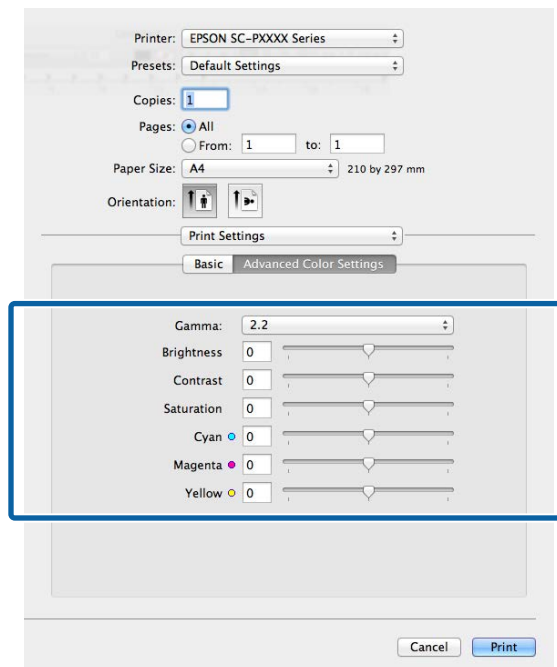 Printer: EPSON SC-PXXXX Series
Presets: Default Settings
Copies: 1
Pages: All
From: 1 to: 1
Paper Size: A4 210 by 297 mm
Orientation:
Print Settings
Basic Advanced Color Settings
Gamma: 2.2
Brightness 0
Contrast 0
Saturation 0
Cyan 0
Magenta 0
Yellow 0
Cancel Print